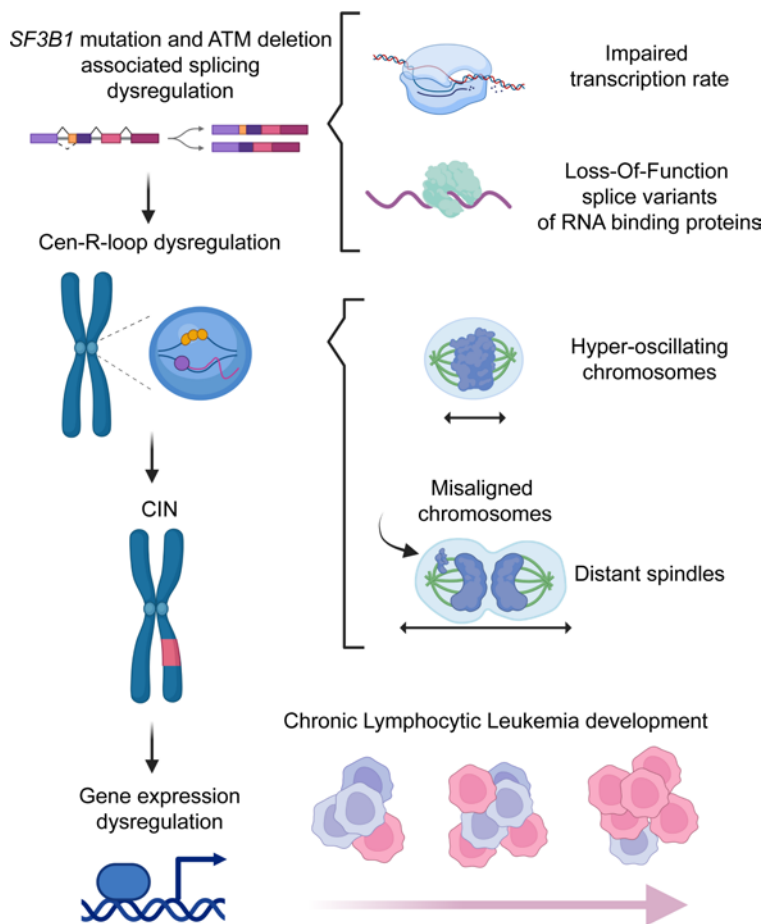 SF3B1 mutation and ATM deletion
associated splicing
dysregulation
Impaired
transcription rate
Loss-Of-Function
splice variants
of RNA binding proteins
Cen-R-loop dysregulation
Hyper-oscillating
chromosomes
CIN
Misaligned
chromosomes
Distant spindles
Gene expression
dysregulation
Chronic Lymphocytic Leukemia development